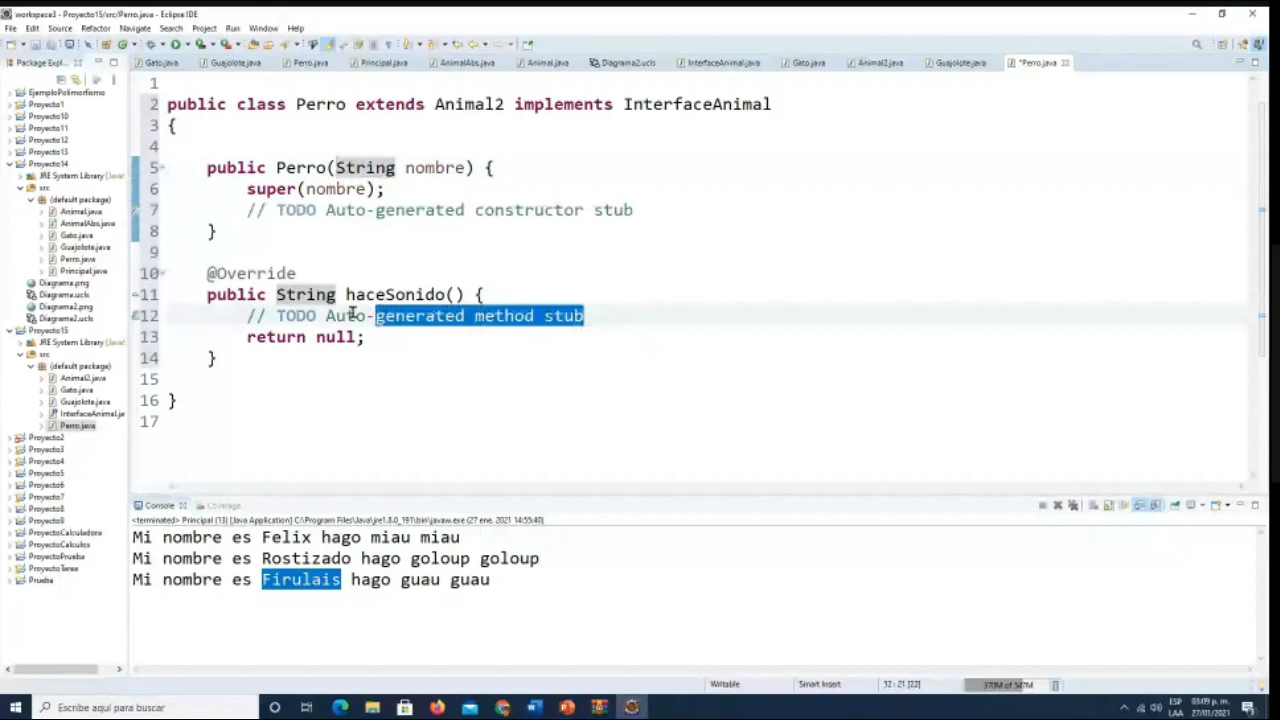 workspace3 - Proyecto15/src/Perro.java - Eclipse IDE
File Edit Source Refactor Navigate Search Project Run Window Help
Package Expl..
Gato.java Guajolote.java Perro.java Principal.java AnimalAbs.java Animal.java Diagrama2.ucls InterfaceAnimal.java Gato.java Animal2.java Guajolote.java *Perro.java
EjemploPolimorfismo
Proyecto1
Proyecto10
Proyecto11
Proyecto12
Proyecto13
Proyecto14
JRE System Library [Java
src
(default package)
Animal.java
AnimalAbs.java
Gato.java
Guajolote.java
Perro.java
Principal.java
Diagrama.png
Diagrama.ucls
Diagrama2.png
Diagrama2.ucls
Proyecto15
JRE System Library [Java
src
(default package)
Animal2.java
Gato.java
Guajolote.java
InterfaceAnimal.ja
Perro.java
Proyecto2
Proyecto3
Proyecto4
Proyecto5
Proyecto6
Proyecto7
Proyecto8
Proyecto9
ProyectoCalculadora
ProyectoCalculos
ProyectoPrueba
ProyectoTarea
Prueba
1
2 public class Perro extends Animal2 implements InterfaceAnimal
3 {
4
5 public Perro(String nombre) {
6 super(nombre);
7 // TODO Auto-generated constructor stub
8 }
9
10 @Override
11 public String haceSonido() {
12 // TODO Auto-generated method stub
13 return null;
14 }
15
16 }
17
Console Coverage
<terminated> Principal (13) [Java Application] C:\Program Files\Java\jre1.8.0_191\bin\javaw.exe (27 ene. 2021 14:55:40)
Mi nombre es Felix hago miau miau
Mi nombre es Rostizado hago goloup goloup
Mi nombre es Firulais hago guau guau
Writable Smart Insert 12 : 21 [22] 370M of 547M
Escribe aquí para buscar
ESP 03:09 p. m.
LAA 27/01/2021